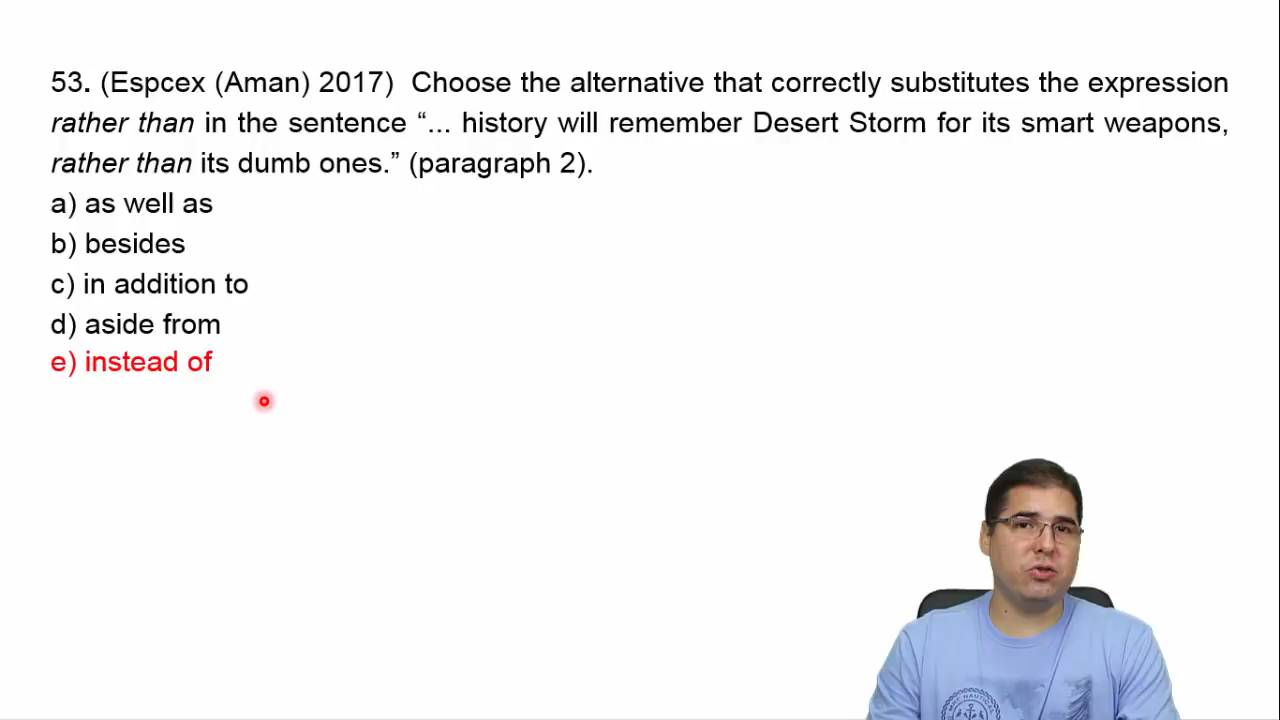 53. (Espcex (Aman) 2017) Choose the alternative that correctly substitutes the expression
rather than in the sentence “... history will remember Desert Storm for its smart weapons,
rather than its dumb ones.” (paragraph 2).
a) as well as
b) besides
c) in addition to
d) aside from
e) instead of